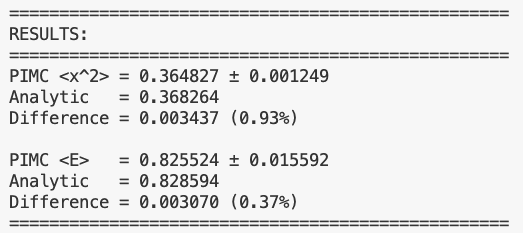 ==================================================
RESULTS:
==================================================
PIMC <x^2> = 0.364827 ± 0.001249
Analytic   = 0.368264
Difference = 0.003437 (0.93%)

PIMC <E>   = 0.825524 ± 0.015592
Analytic   = 0.828594
Difference = 0.003070 (0.37%)
==================================================